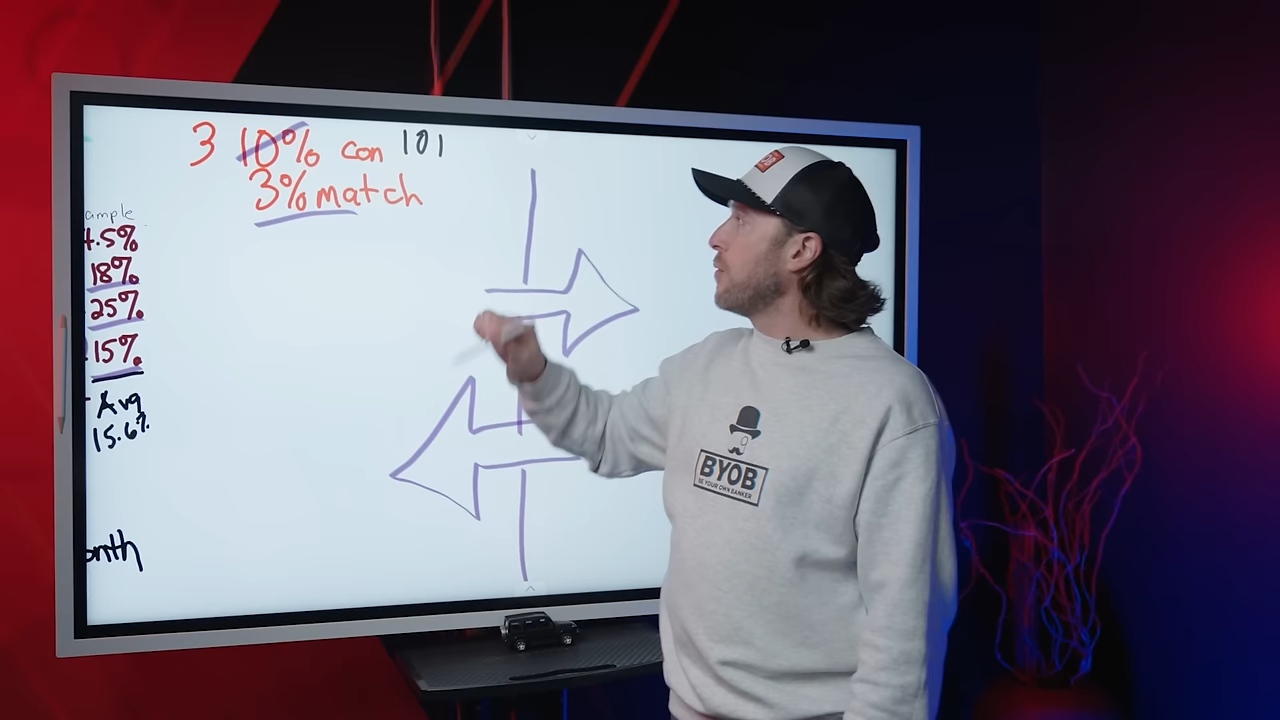 3 10% con 101
3% match
ample
4.5%
18%
25%
15%
Avg
15.6%
onth
BYOB
BE YOUR OWN BANKER